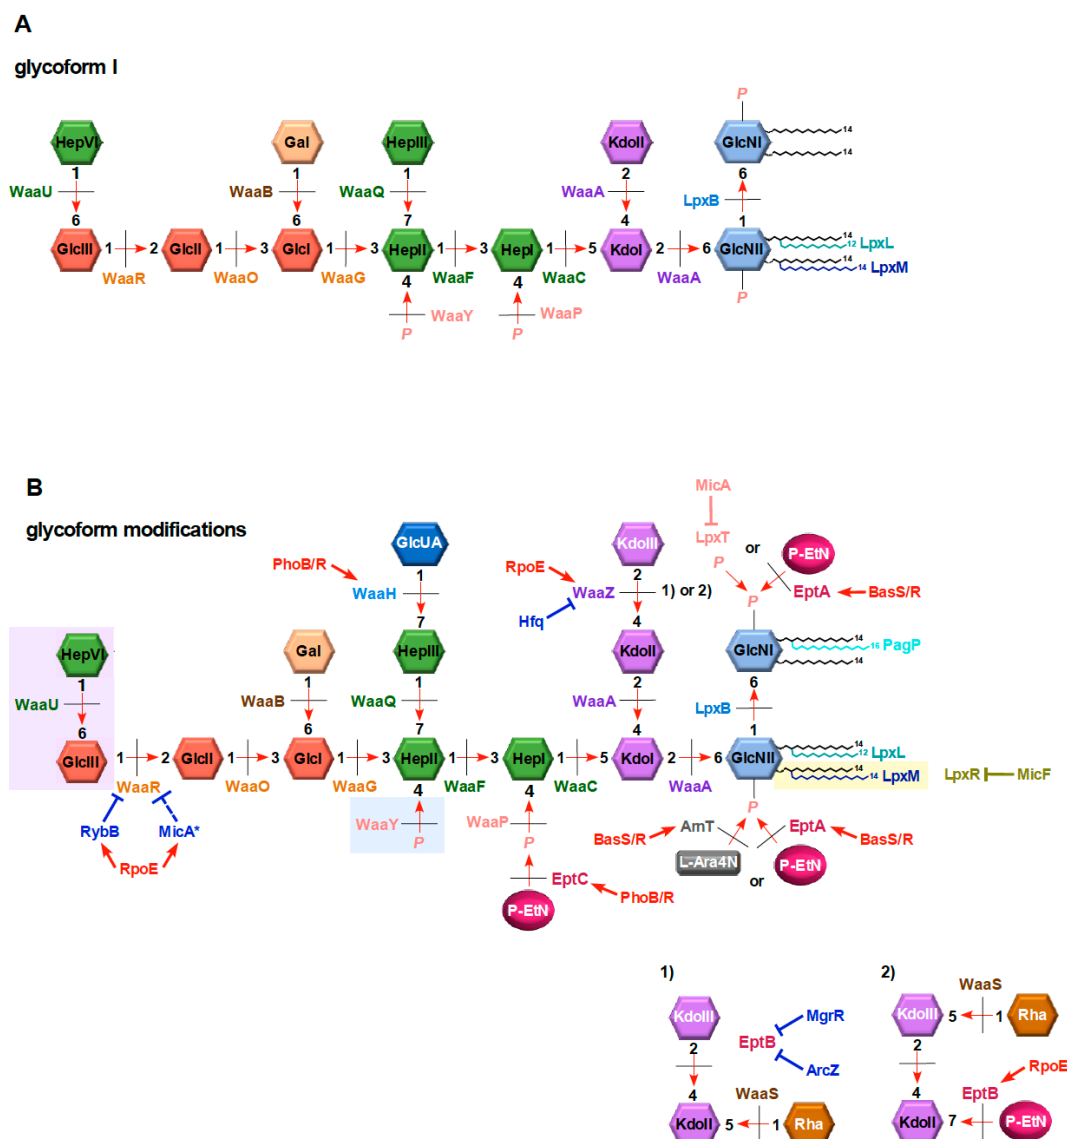 A
glycoform I
P
HepVI Gal HepIII KdoII GlcNI 14
14
1 1 1 2 6
WaaU WaaB WaaQ WaaA LpxB
6 6 7 4 1
GlcIII 1 2 GlcII 1 3 GlcI 1 3 HepII 1 3 HepI 1 5 KdoI 2 6 GlcNII 14
12 LpxL
14
14 LpxM
WaaR WaaO WaaG WaaF WaaC WaaA
4 4
P
WaaY WaaP
P P
B
glycoform modifications
MicA
LpxT
or P-EtN
P
EptA BasS/R
P
GlcUA KdoIII
PhoB/R 1 RpoE 2
WaaH WaaZ 1) or 2)
Hfq
7 4
HepVI Gal HepIII KdoII GlcNI 14
16 PagP
14
1 1 1 2 6
WaaU WaaB WaaQ WaaA LpxB
6 6 7 4 1
GlcIII 1 2 GlcII 1 3 GlcI 1 3 HepII 1 3 HepI 1 5 KdoI 2 6 GlcNII 14
12 LpxL
14
14 LpxM LpxR MicF
WaaR WaaO WaaG WaaF WaaC WaaA
4 4
P
WaaY WaaP
P P
RybB MicA*
RpoE
BasS/R ArnT EptA BasS/R
L-Ara4N or P-EtN
EptC
PhoB/R
P-EtN
1) 2)
KdoIII MgrR
EptB
ArcZ
2
4
WaaS
KdoII 5 1 Rha
WaaS
KdoIII 5 1 Rha
2
RpoE
EptB
4
KdoII 7 P-EtN